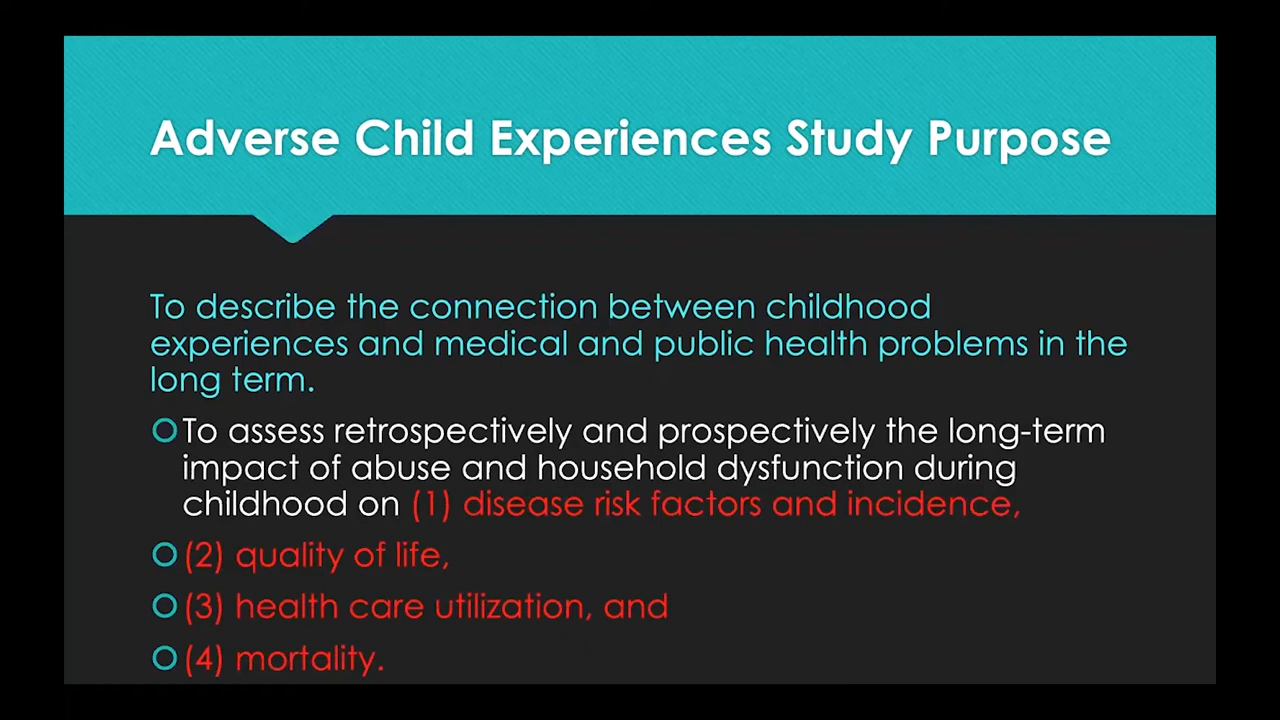 Adverse Child Experiences Study Purpose
To describe the connection between childhood
experiences and medical and public health problems in the
long term.
To assess retrospectively and prospectively the long-term
impact of abuse and household dysfunction during
childhood on (1) disease risk factors and incidence,
(2) quality of life,
(3) health care utilization, and
(4) mortality.